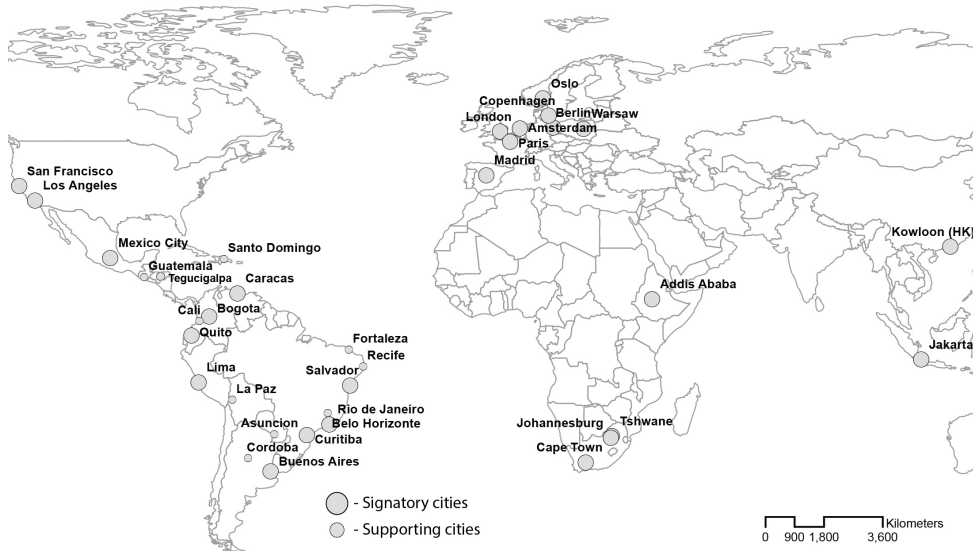 Oslo
Copenhagen
London
Berlin
Warsaw
Amsterdam
Paris
Madrid
San Francisco
Los Angeles
Kowloon (HK)
Mexico City
Santo Domingo
Guatemala
Tegucigalpa
Caracas
Addis Ababa
Cali
Bogota
Quito
Fortaleza
Jakarta
Recife
Lima
Salvador
La Paz
Rio de Janeiro
Asuncion
Belo Horizonte
Johannesburg
Tshwane
Curitiba
Cordoba
Cape Town
Buenos Aires
- Signatory cities
- Supporting cities
Kilometers
0 900 1,800 3,600